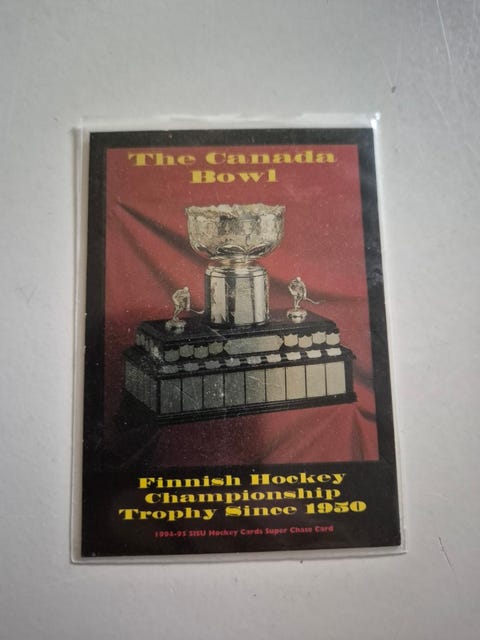 The Canada
Bowl
Finnish Hockey
Championship
Trophy Since 1950
1994-95 SISU Hockey Cards Super Chase Card